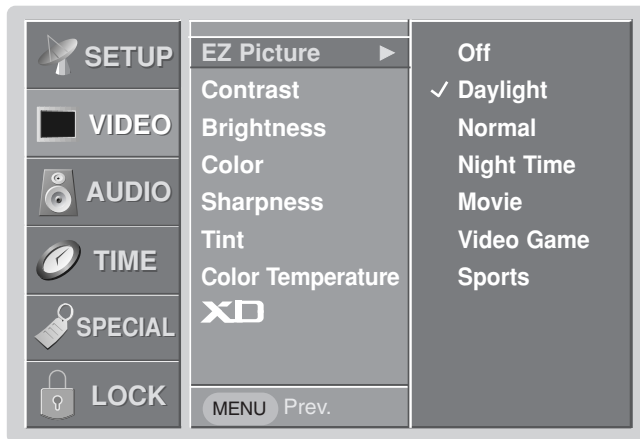 SETUP
VIDEO
AUDIO
TIME
SPECIAL
LOCK
EZ Picture ►
Contrast
Brightness
Color
Sharpness
Tint
Color Temperature
XD
MENU Prev.
Off
✓ Daylight
Normal
Night Time
Movie
Video Game
Sports